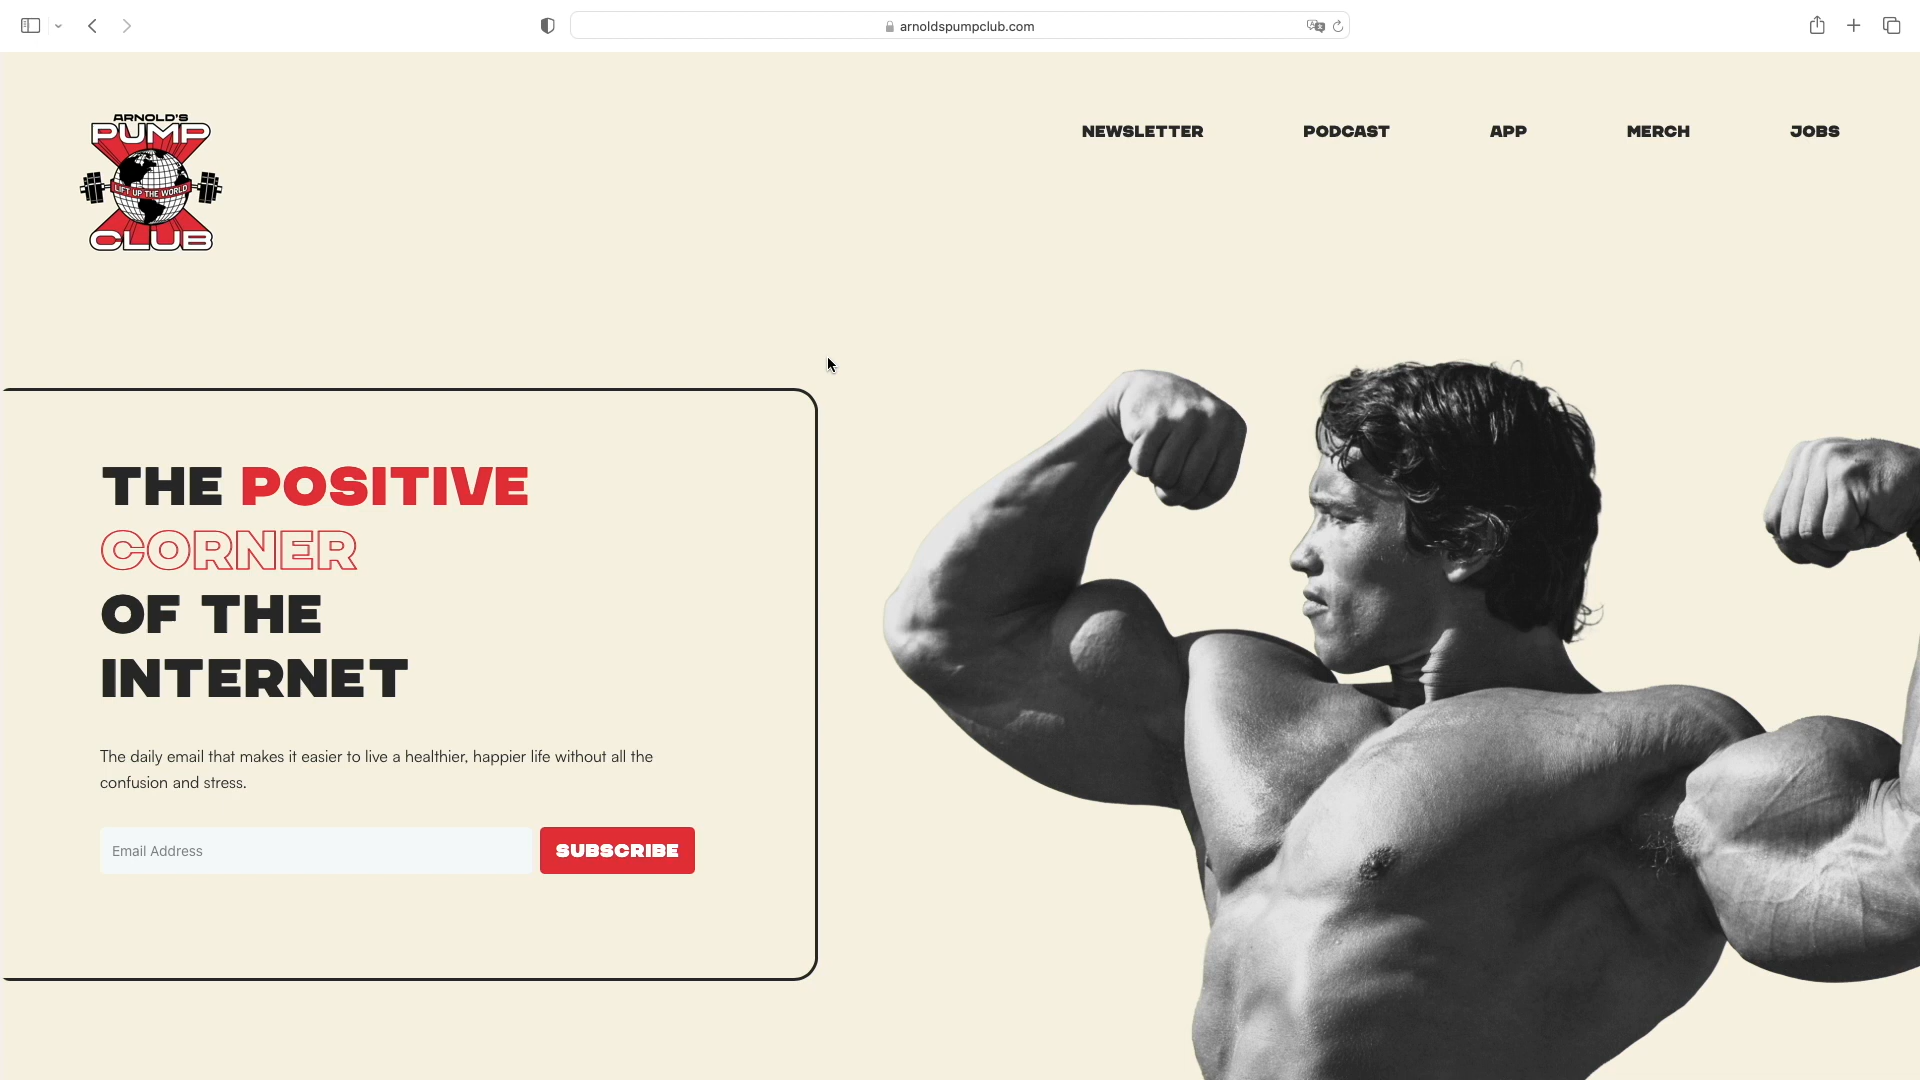 arnoldspumpclub.com
ARNOLD'S
PUMP
LIFT UP THE WORLD
CLUB
NEWSLETTER
PODCAST
APP
MERCH
JOBS
THE POSITIVE
CORNER
OF THE
INTERNET
The daily email that makes it easier to live a healthier, happier life without all the
confusion and stress.
Email Address
SUBSCRIBE